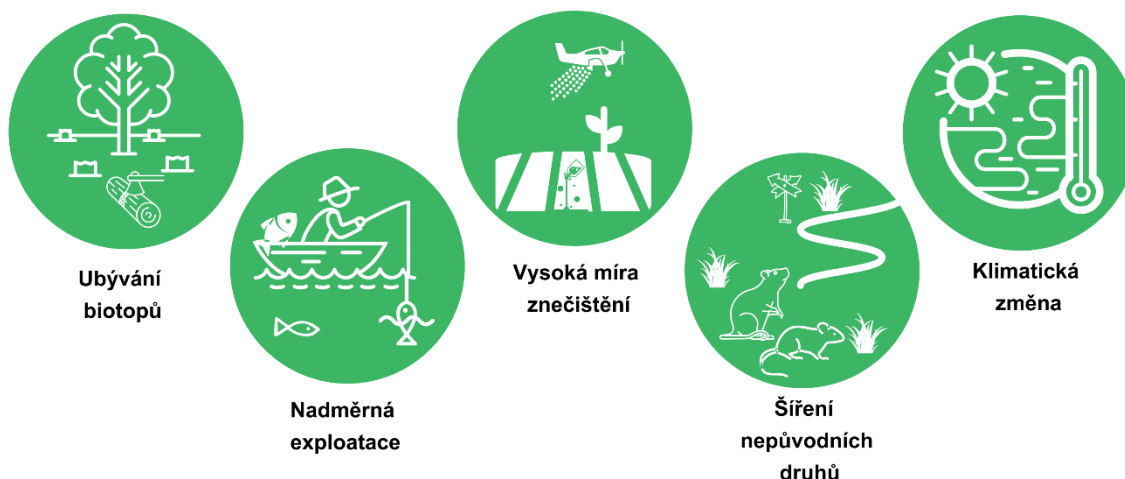 Ubývání
biotopů
Nadměrná
exploatace
Vysoká míra
znečištění
Šíření
nepůvodních
druhů
Klimatická
změna